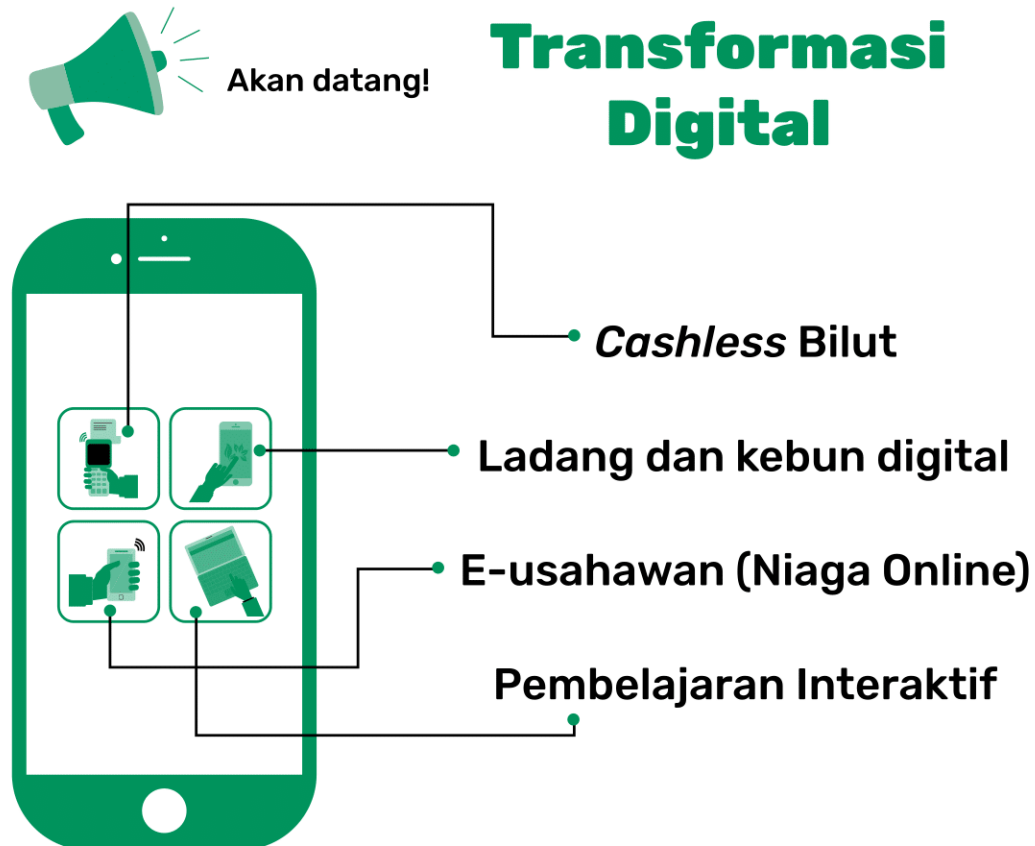 Akan datang!
Transformasi
Digital
Cashless Bilut
Ladang dan kebun digital
E-usahawan (Niaga Online)
Pembelajaran Interaktif